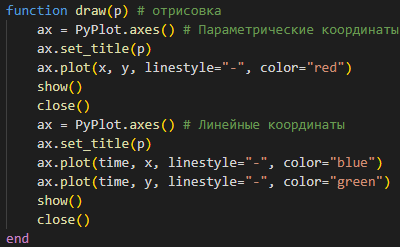 function draw(p) # отрисовка
ax = PyPlot.axes() # Параметрические координаты
ax.set_title(p)
ax.plot(x, y, linestyle="-", color="red")
show()
close()
ax = PyPlot.axes() # Линейные координаты
ax.set_title(p)
ax.plot(time, x, linestyle="-", color="blue")
ax.plot(time, y, linestyle="-", color="green")
show()
close()
end